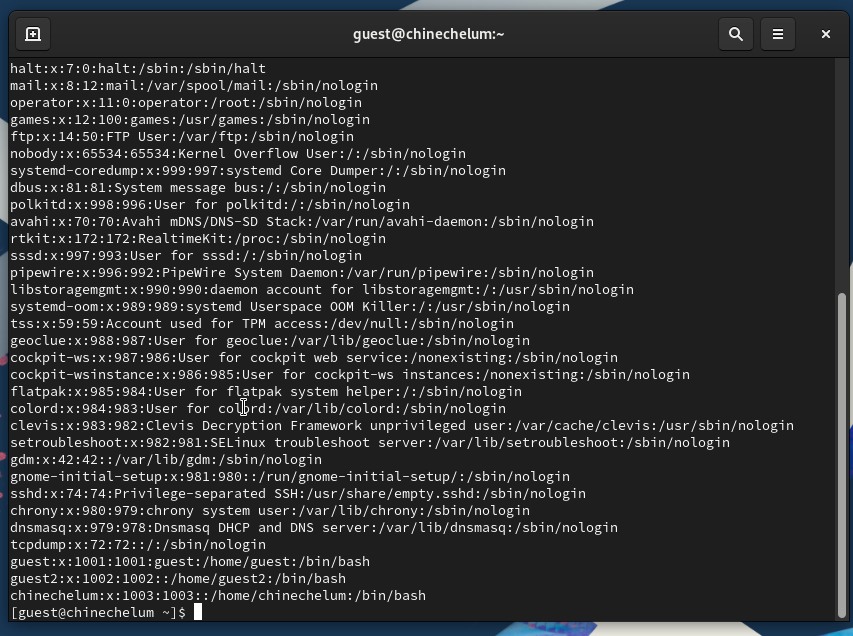 guest@chinechelum:~
halt:x:7:0:halt:/sbin:/sbin/halt
mail:x:8:12:mail:/var/spool/mail:/sbin/nologin
operator:x:11:0:operator:/root:/sbin/nologin
games:x:12:100:games:/usr/games:/sbin/nologin
ftp:x:14:50:FTP User:/var/ftp:/sbin/nologin
nobody:x:65534:65534:Kernel Overflow User:/:/sbin/nologin
systemd-coredump:x:999:997:systemd Core Dumper:/:/sbin/nologin
dbus:x:81:81:System message bus:/:/sbin/nologin
polkitd:x:998:996:User for polkitd:/:/sbin/nologin
avahi:x:70:70:Avahi mDNS/DNS-SD Stack:/var/run/avahi-daemon:/sbin/nologin
rtkit:x:172:172:RealtimeKit:/proc:/sbin/nologin
sssd:x:997:993:User for sssd:/:/sbin/nologin
pipewire:x:996:992:PipeWire System Daemon:/var/run/pipewire:/sbin/nologin
libstoragemgmt:x:990:990:daemon account for libstoragemgmt:/:/usr/sbin/nologin
systemd-oom:x:989:989:systemd Userspace OOM Killer:/:/usr/sbin/nologin
tss:x:59:59:Account used for TPM access:/dev/null:/sbin/nologin
geoclue:x:988:987:User for geoclue:/var/lib/geoclue:/sbin/nologin
cockpit-ws:x:987:986:User for cockpit web service:/nonexisting:/sbin/nologin
cockpit-wsinstance:x:986:985:User for cockpit-ws instances:/nonexisting:/sbin/nologin
flatpak:x:985:984:User for flatpak system helper:/:/sbin/nologin
colord:x:984:983:User for colord:/var/lib/colord:/sbin/nologin
clevis:x:983:982:Clevis Decryption Framework unprivileged user:/var/cache/clevis:/usr/sbin/nologin
setroubleshoot:x:982:981:SELinux troubleshoot server:/var/lib/setroubleshoot:/sbin/nologin
gdm:x:42:42::/var/lib/gdm:/sbin/nologin
gnome-initial-setup:x:981:980::/run/gnome-initial-setup/:/sbin/nologin
sshd:x:74:74:Privilege-separated SSH:/usr/share/empty.sshd:/sbin/nologin
chrony:x:980:979:chrony system user:/var/lib/chrony:/sbin/nologin
dnsmasq:x:979:978:Dnsmasq DHCP and DNS server:/var/lib/dnsmasq:/sbin/nologin
tcpdump:x:72:72::/:/sbin/nologin
guest:x:1001:1001:guest:/home/guest:/bin/bash
guest2:x:1002:1002::/home/guest2:/bin/bash
chinechelum:x:1003:1003::/home/chinechelum:/bin/bash
[guest@chinechelum ~]$